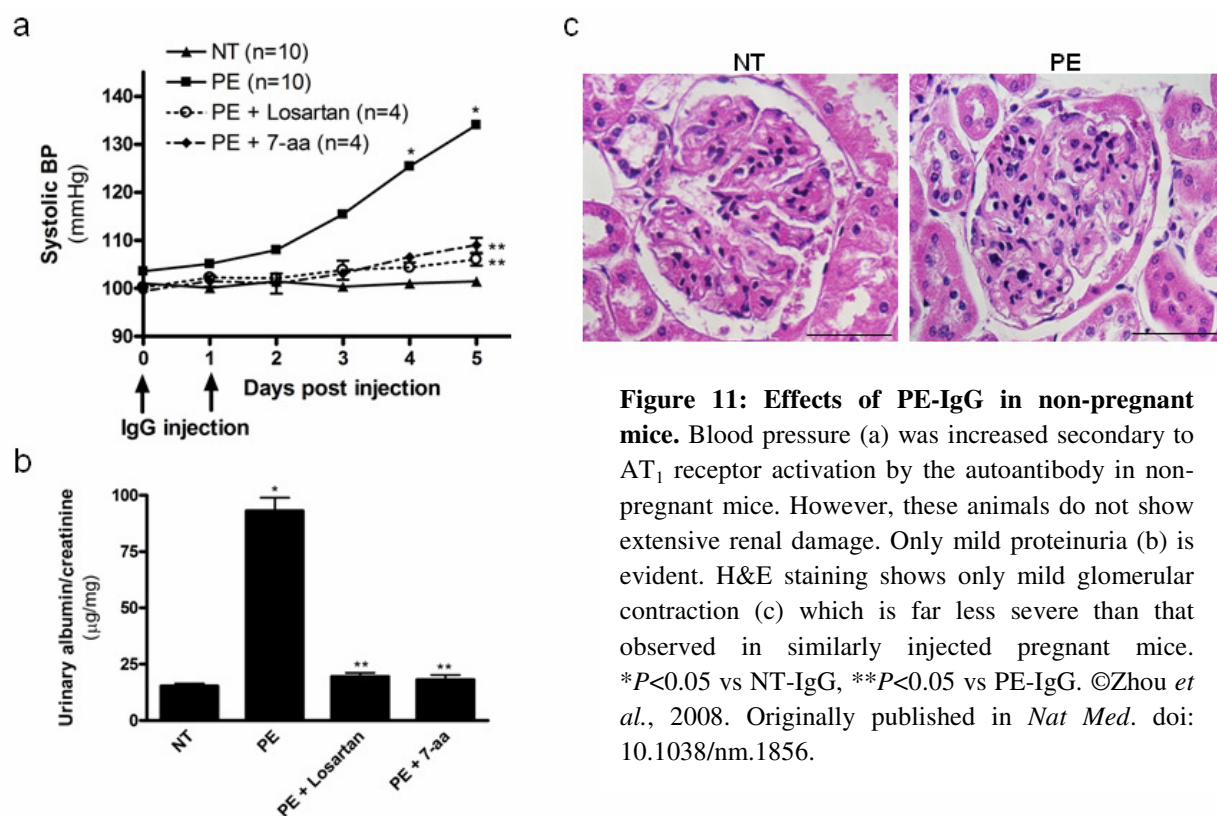 a
NT (n=10)
PE (n=10)
PE + Losartan (n=4)
PE + 7-aa (n=4)
Systolic BP
(mmHg)
140
130
120
110
100
90
*
*
**
**
0 1 2 3 4 5
Days post injection
IgG injection
b
Urinary albumin/creatinine
(μg/mg)
100
75
50
25
0
*
**
**
NT
PE
PE + Losartan
PE + 7-aa
c
NT
PE
Figure 11: Effects of PE-IgG in non-pregnant
mice. Blood pressure (a) was increased secondary to
AT₁ receptor activation by the autoantibody in non-
pregnant mice. However, these animals do not show
extensive renal damage. Only mild proteinuria (b) is
evident. H&E staining shows only mild glomerular
contraction (c) which is far less severe than that
observed in similarly injected pregnant mice.
*P<0.05 vs NT-IgG, **P<0.05 vs PE-IgG. ©Zhou et
al., 2008. Originally published in Nat Med. doi:
10.1038/nm.1856.